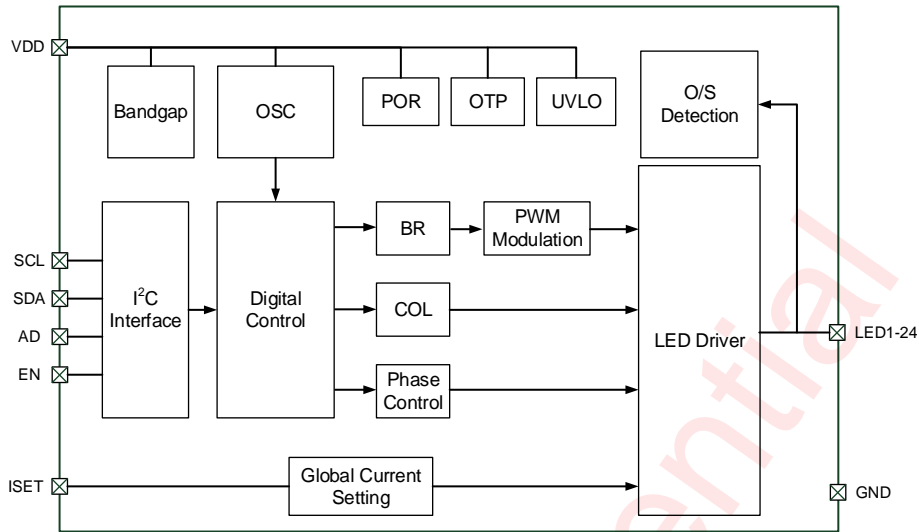 VDD
Bandgap
OSC
POR
OTP
UVLO
O/S
Detection
BR
PWM
Modulation
SCL
SDA
AD
EN
I²C
Interface
Digital
Control
COL
LED Driver
LED1-24
Phase
Control
ISET
Global Current
Setting
GND
ential